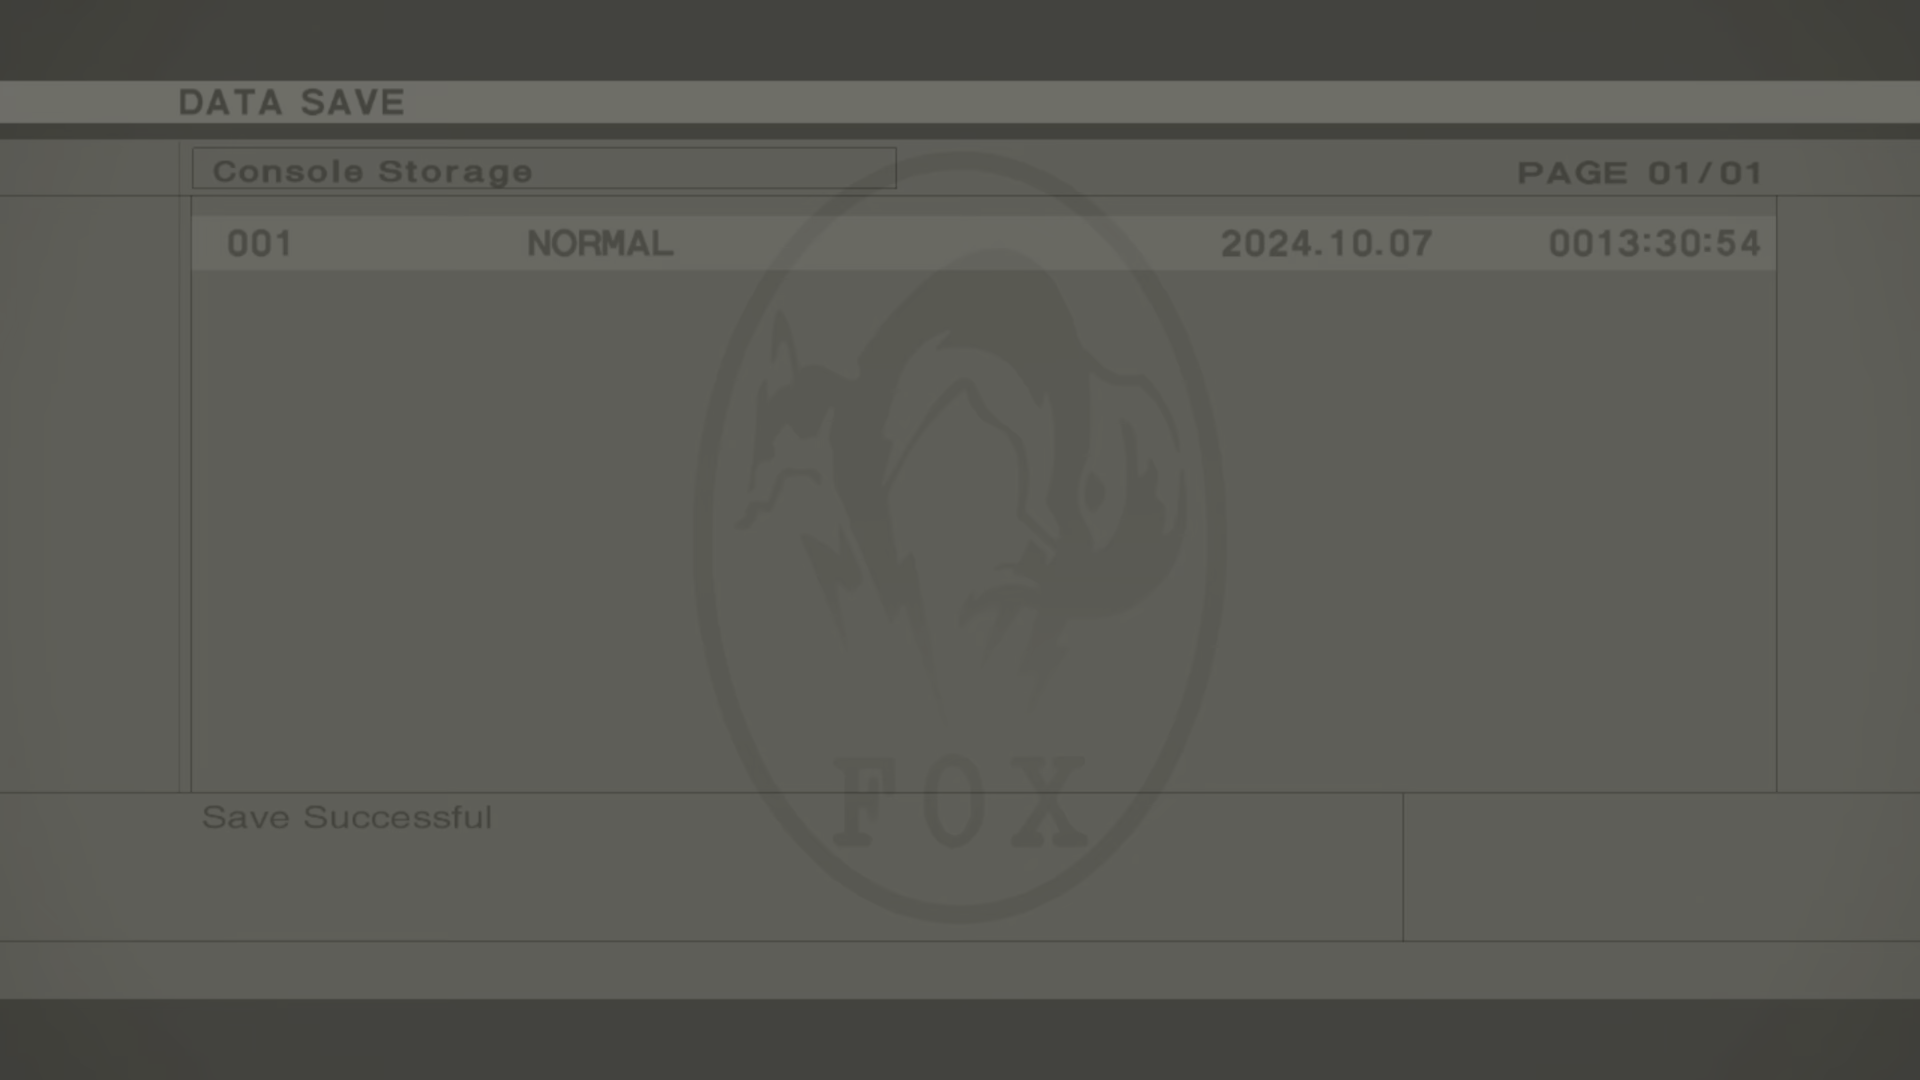 DATA SAVE
Console Storage PAGE 01/01
001 NORMAL 2024.10.07 0013:30:54
FOX
Save Successful